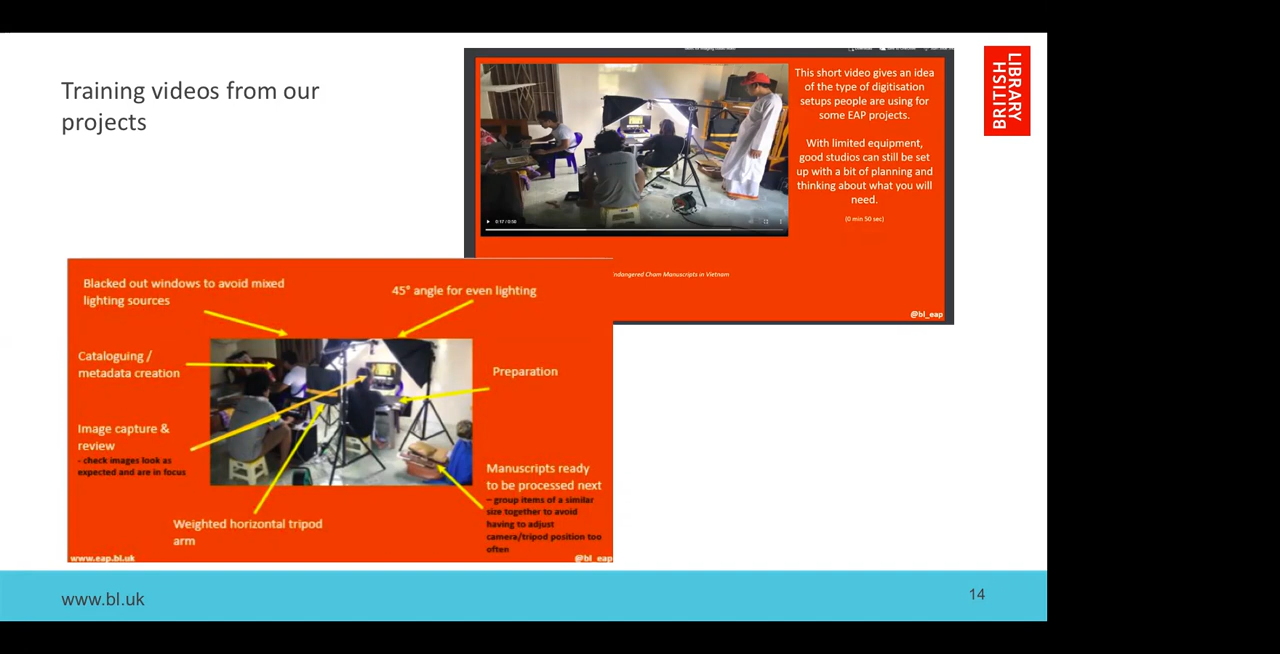 Training videos from our
projects
LIBRARY
BRITISH
This short video gives an idea
of the type of digitisation
setups people are using for
some EAP projects.
With limited equipment,
good studios can still be set
up with a bit of planning and
thinking about what you will
need.
(0 min 50 sec)
0:17 / 0:50
Endangered Cham Manuscripts in Vietnam
@bl_eap
Blacked out windows to avoid mixed
lighting sources
45° angle for even lighting
Cataloguing /
metadata creation
Preparation
Image capture &
review
- check images look as
expected and are in focus
Manuscripts ready
to be processed next
– group items of a similar
size together to avoid
having to adjust
camera/tripod position too
often
Weighted horizontal tripod
arm
www.eap.bl.uk
@bl_eap
www.bl.uk
14